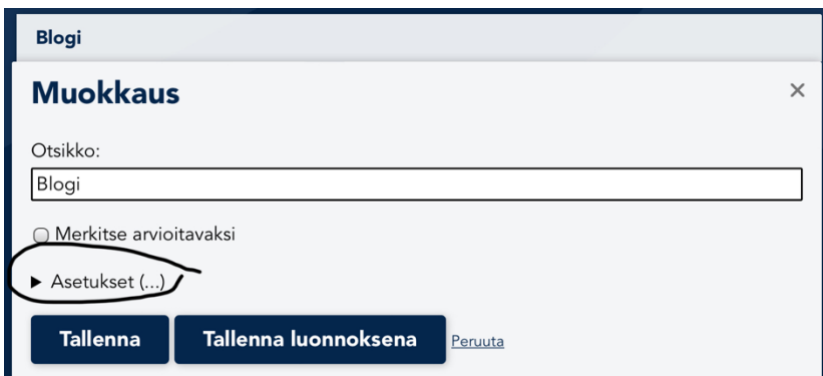 Blogi
Muokkaus
Otsikko:
Blogi
Merkitse arvioitavaksi
Asetukset (...)
Tallenna Tallenna luonnoksena Peruuta